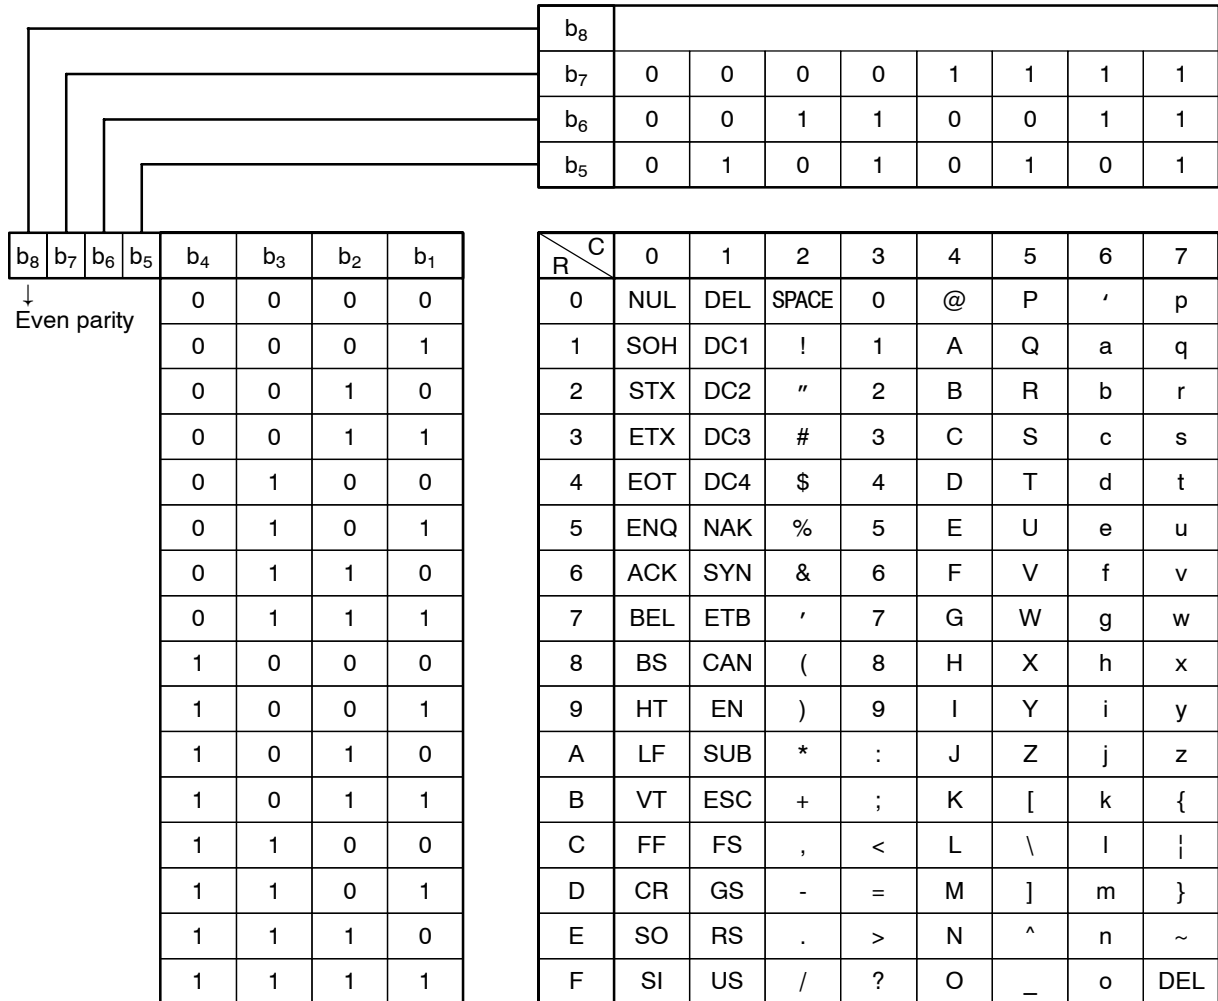 b8
b7 0 0 0 0 1 1 1 1
b6 0 0 1 1 0 0 1 1
b5 0 1 0 1 0 1 0 1
b8 b7 b6 b5 b4 b3 b2 b1 R C 0 1 2 3 4 5 6 7
↓
Even parity
0 0 0 0 0 NUL DEL SPACE 0 @ P ‘ p
0 0 0 1 1 SOH DC1 ! 1 A Q a q
0 0 1 0 2 STX DC2 " 2 B R b r
0 0 1 1 3 ETX DC3 # 3 C S c s
0 1 0 0 4 EOT DC4 $ 4 D T d t
0 1 0 1 5 ENQ NAK % 5 E U e u
0 1 1 0 6 ACK SYN & 6 F V f v
0 1 1 1 7 BEL ETB ′ 7 G W g w
1 0 0 0 8 BS CAN ( 8 H X h x
1 0 0 1 9 HT EN ) 9 I Y i y
1 0 1 0 A LF SUB * : J Z j z
1 0 1 1 B VT ESC + ; K [ k {
1 1 0 0 C FF FS , < L \ l ¦
1 1 0 1 D CR GS - = M ] m }
1 1 1 0 E SO RS . > N ^ n ~
1 1 1 1 F SI US / ? O _ o DEL